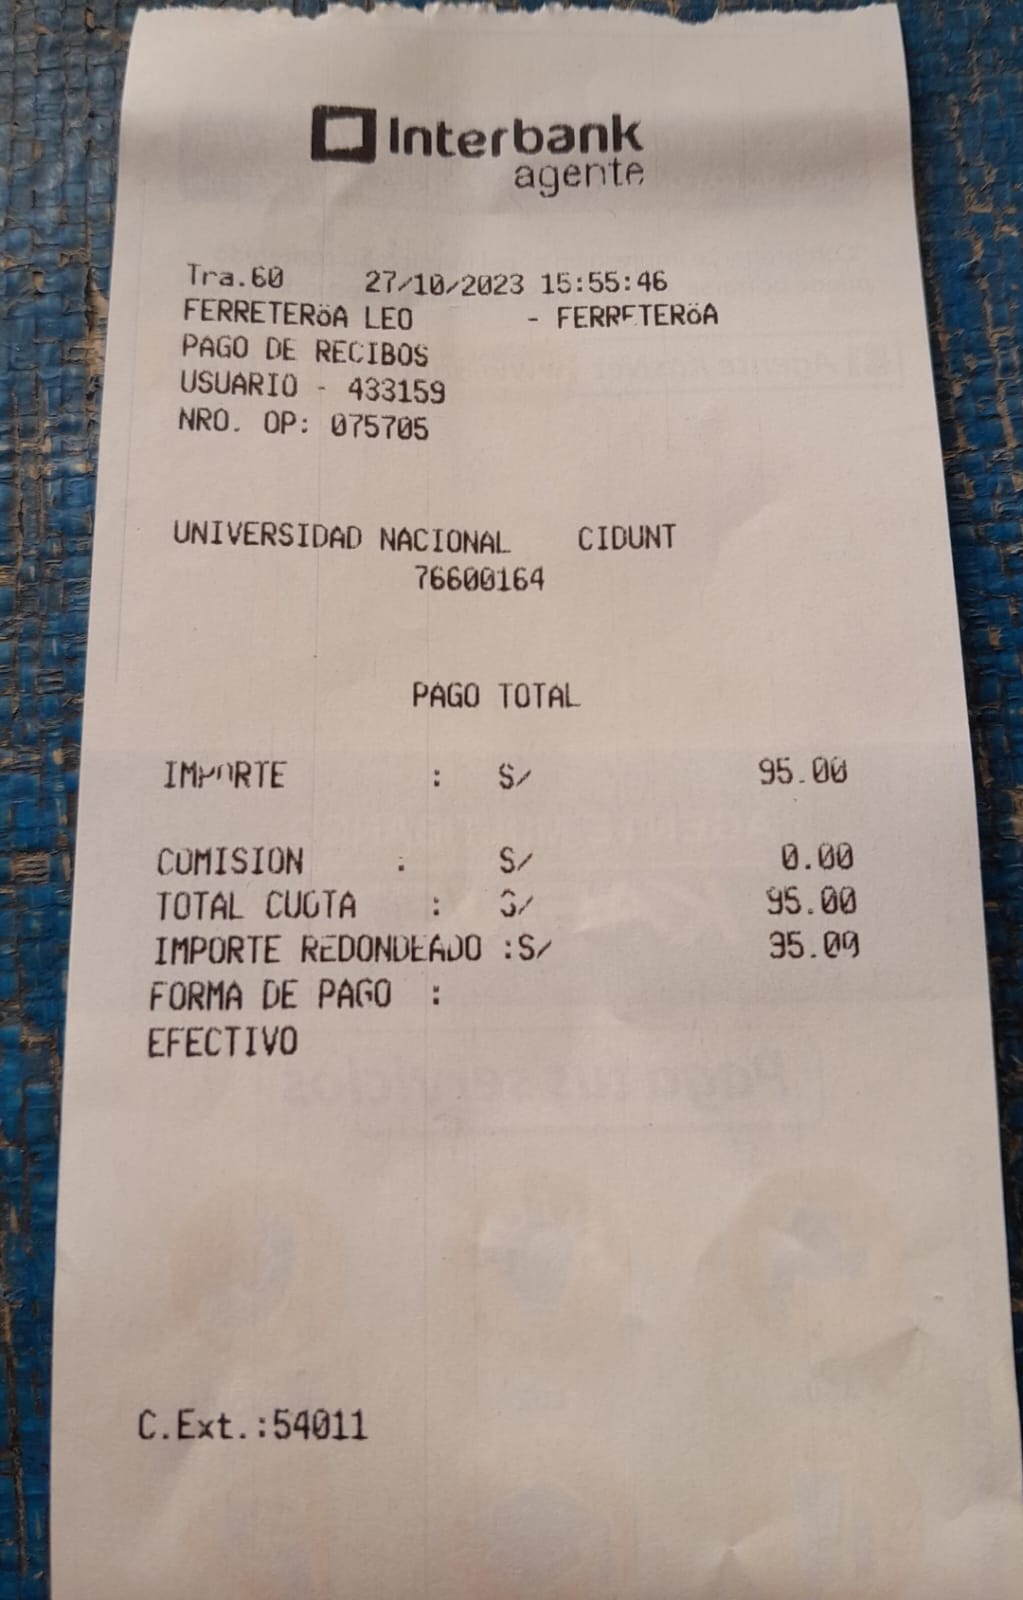 Interbank
agente
Tra.60 27/10/2023 15:55:46
FERRETERöA LEO - FERRETERöA
PAGO DE RECIBOS
USUARIO - 433159
NRO. OP: 075705
UNIVERSIDAD NACIONAL CIDUNT
76600164
PAGO TOTAL
IMPORTE : S/ 95.00
COMISION : S/ 0.00
TOTAL CUOTA : S/ 95.00
IMPORTE REDONDEADO :S/ 95.00
FORMA DE PAGO :
EFECTIVO
C.Ext.:54011